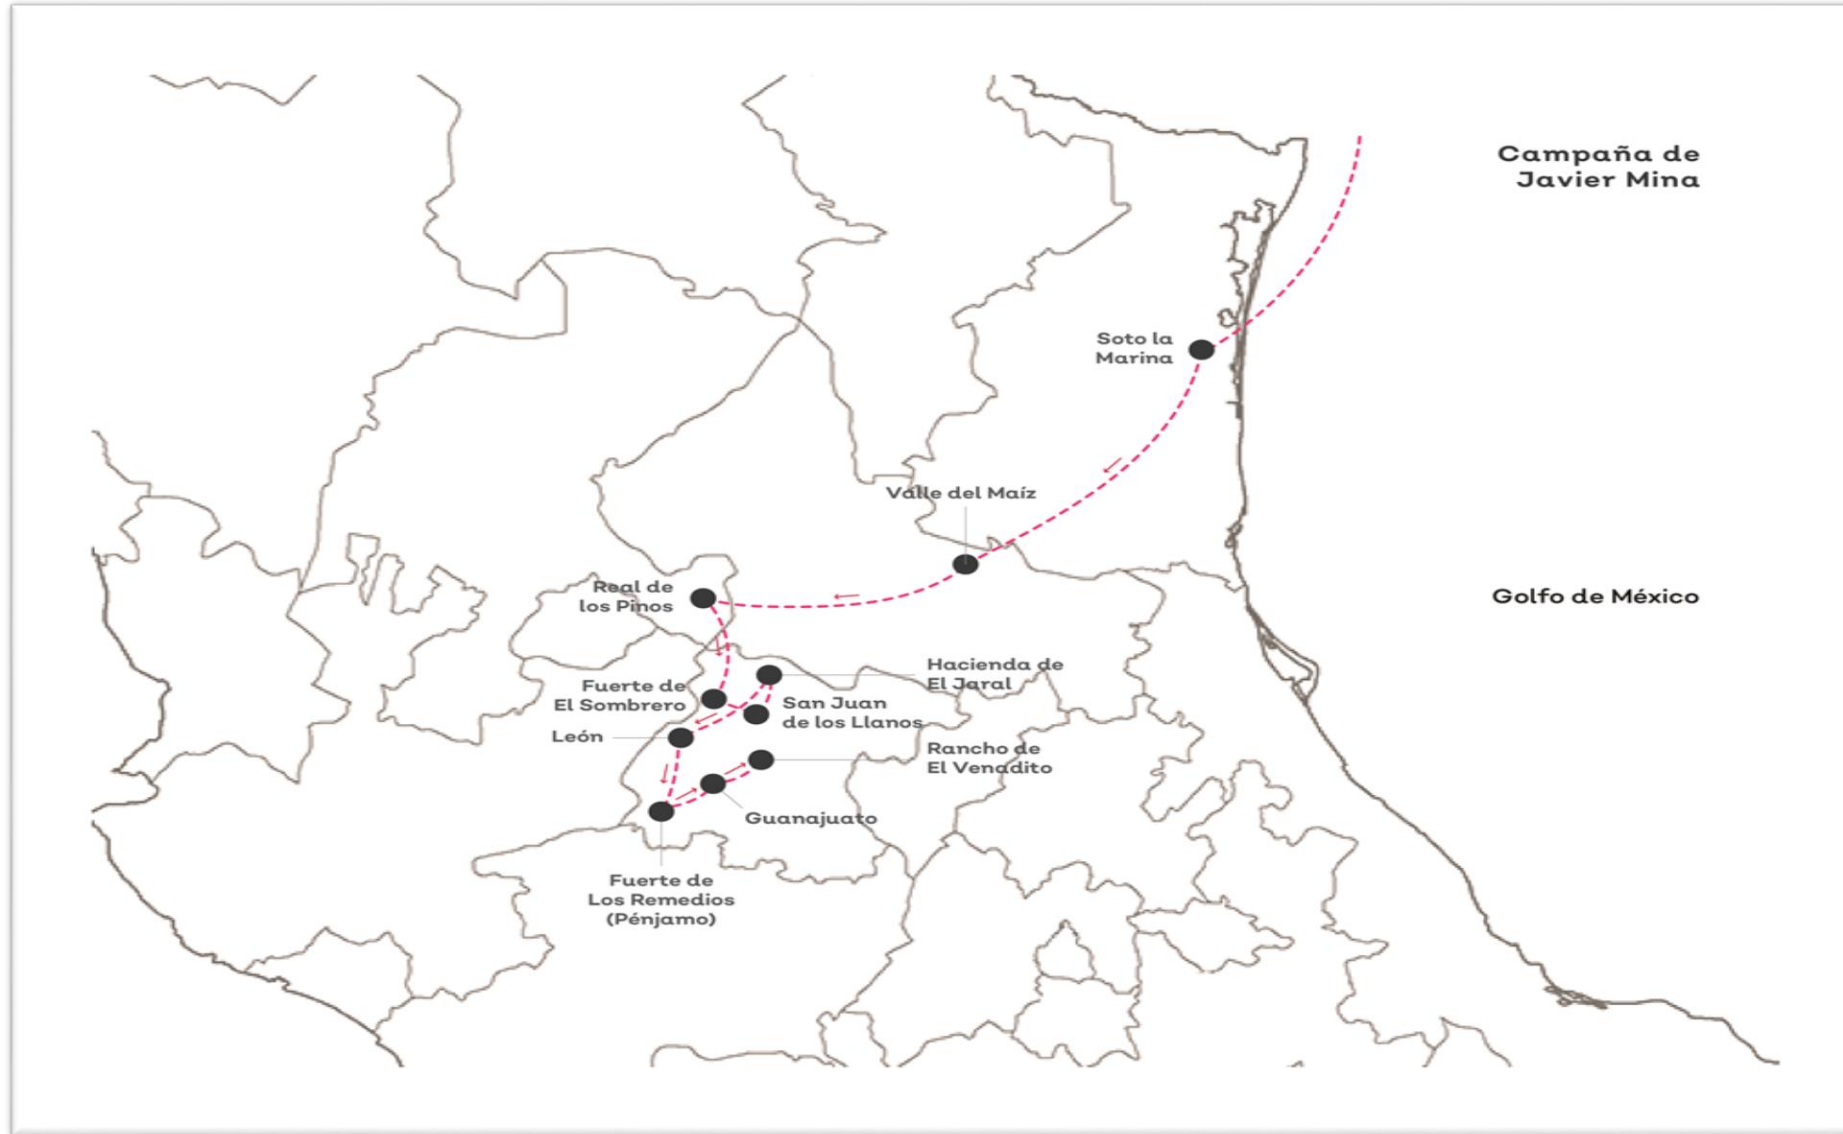 Campaña de
Javier Mina
Soto la
Marina
Valle del Maíz
Real de
los Pinos
Golfo de México
Hacienda de
El Jaral
Fuerte de
El Sombrero
San Juan
de los Llanos
León
Rancho de
El Venadito
Guanajuato
Fuerte de
Los Remedios
(Pénjamo)